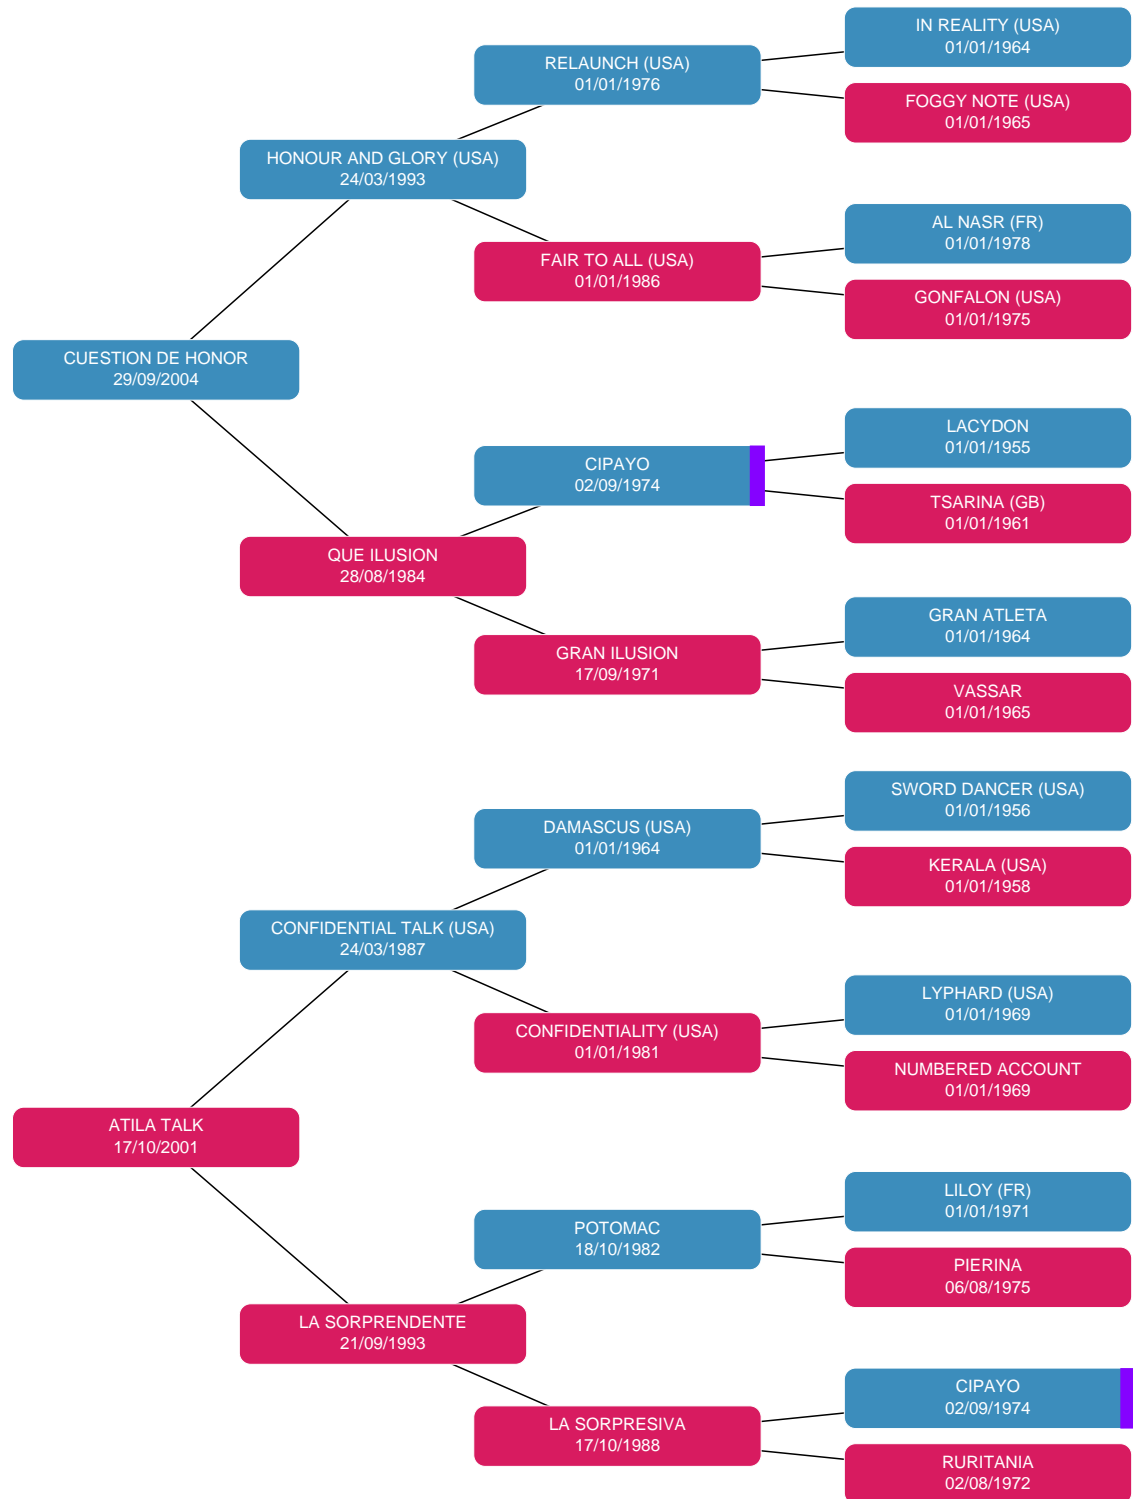 IN REALITY (USA)
01/01/1964
RELAUNCH (USA)
01/01/1976
FOGGY NOTE (USA)
01/01/1965
HONOUR AND GLORY (USA)
24/03/1993
AL NASR (FR)
01/01/1978
FAIR TO ALL (USA)
01/01/1986
GONFALON (USA)
01/01/1975
CUESTION DE HONOR
29/09/2004
LACYDON
01/01/1955
CIPAYO
02/09/1974
TSARINA (GB)
01/01/1961
QUE ILUSION
28/08/1984
GRAN ATLETA
01/01/1964
GRAN ILUSION
17/09/1971
VASSAR
01/01/1965
SWORD DANCER (USA)
01/01/1956
DAMASCUS (USA)
01/01/1964
KERALA (USA)
01/01/1958
CONFIDENTIAL TALK (USA)
24/03/1987
LYPHARD (USA)
01/01/1969
CONFIDENTIALITY (USA)
01/01/1981
NUMBERED ACCOUNT
01/01/1969
ATILA TALK
17/10/2001
LILOY (FR)
01/01/1971
POTOMAC
18/10/1982
PIERINA
06/08/1975
LA SORPRENDENTE
21/09/1993
CIPAYO
02/09/1974
LA SORPRESIVA
17/10/1988
RURITANIA
02/08/1972